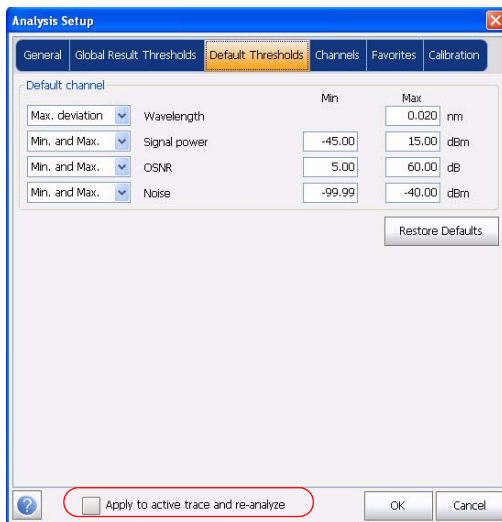 Analysis Setup
General Global Result Thresholds Default Thresholds Channels Favorites Calibration
Default channel
Min Max
Max. deviation Wavelength 0.020 nm
Min. and Max. Signal power -45.00 15.00 dBm
Min. and Max. OSNR 5.00 60.00 dB
Min. and Max. Noise -99.99 -40.00 dBm
Restore Defaults
? Apply to active trace and re-analyze OK Cancel